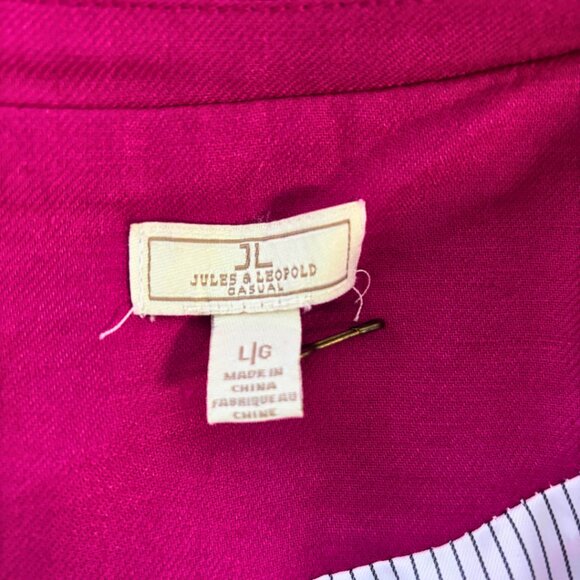 JL
JULES & LEOPOLD
CASUAL
L/G
MADE IN
CHINA
FABRIQUE AU
CHINE